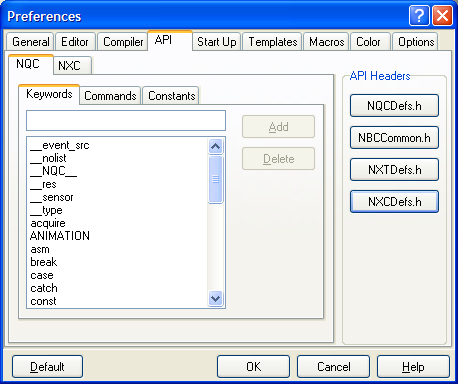 Preferences
General Editor Compiler API Start Up Templates Macros Color Options
NQC NXC
Keywords Commands Constants
Add
Delete
__event_src
__nolist
__NQC__
__res
__sensor
__type
acquire
ANIMATION
asm
break
case
catch
const
API Headers
NQCDefs.h
NBCCommon.h
NXTDefs.h
NXCDefs.h
Default OK Cancel Help